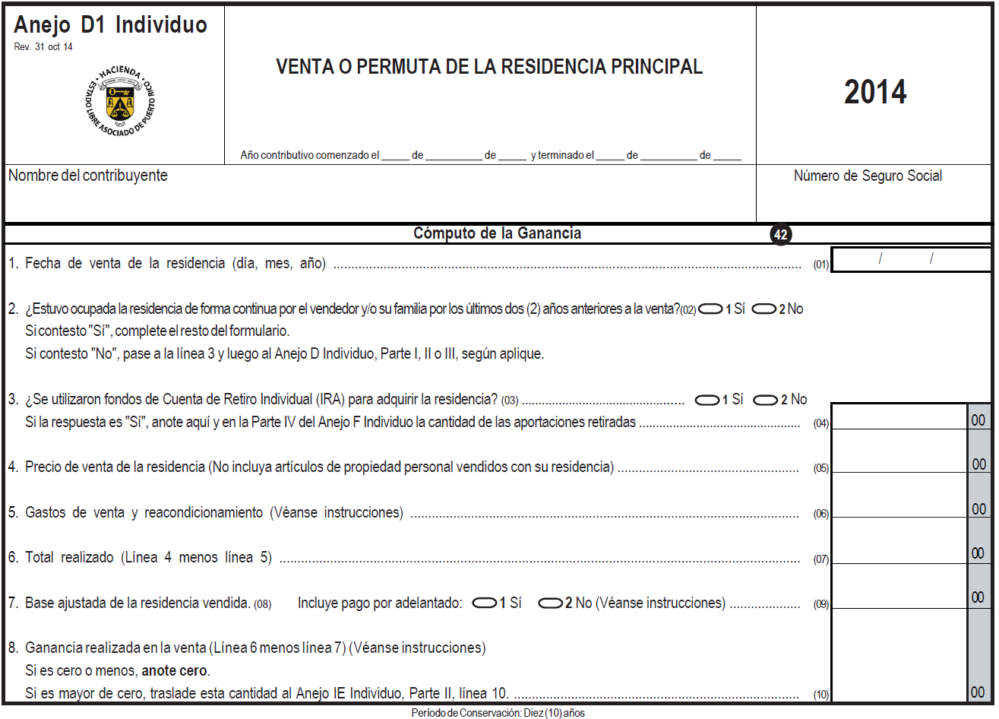 Anejo D1 Individuo
Rev. 31 oct 14
HACIENDA
ESTADO LIBRE ASOCIADO DE PUERTO RICO
VENTA O PERMUTA DE LA RESIDENCIA PRINCIPAL
2014
Año contributivo comenzado el _____ de __________ de _____ y terminado el _____ de __________ de _____
Nombre del contribuyente
Número de Seguro Social
Cómputo de la Ganancia 42
1. Fecha de venta de la residencia (día, mes, año) (01) / /
2. ¿Estuvo ocupada la residencia de forma continua por el vendedor y/o su familia por los últimos dos (2) años anteriores a la venta?(02) 1 Sí 2 No
Si contesto "Sí", complete el resto del formulario.
Si contesto "No", pase a la línea 3 y luego al Anejo D Individuo, Parte I, II o III, según aplique.
3. ¿Se utilizaron fondos de Cuenta de Retiro Individual (IRA) para adquirir la residencia? (03) 1 Sí 2 No
Si la respuesta es "Sí", anote aquí y en la Parte IV del Anejo F Individuo la cantidad de las aportaciones retiradas (04) 00
4. Precio de venta de la residencia (No incluya artículos de propiedad personal vendidos con su residencia) (05) 00
5. Gastos de venta y reacondicionamiento (Véanse instrucciones) (06) 00
6. Total realizado (Línea 4 menos línea 5) (07) 00
7. Base ajustada de la residencia vendida. (08) Incluye pago por adelantado: 1 Sí 2 No (Véanse instrucciones) (09) 00
8. Ganancia realizada en la venta (Línea 6 menos línea 7) (Véanse instrucciones)
Si es cero o menos, anote cero.
Si es mayor de cero, traslade esta cantidad al Anejo IE Individuo, Parte II, línea 10. (10) 00
Período de Conservación: Diez (10) años